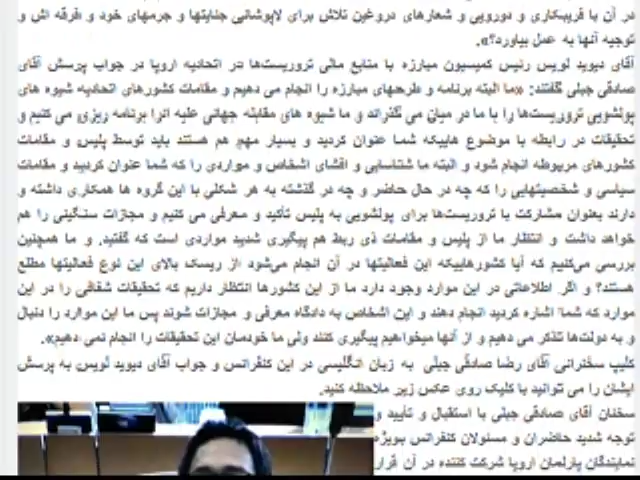 در آن با فریبکاری و دورویی و شعارهای دروغین تلاش برای لاپوشانی جنایتها و جرمهای خود و فرقه اش و
توجیه آنها به عمل بیاورد؟».
آقای دیوید لویس رئیس کمیسیون مبارزه با منابع مالی تروریست‌ها در اتحادیه اروپا در جواب پرسش آقای
صادقی جبلی گفتند: «ما البته برنامه و طرحهای مبارزه را انجام می دهیم و مقامات کشورهای اتحادیه شیوه های
پولشویی تروریست‌ها را با ما در میان می گذراند و ما شیوه های مقابله جهانی علیه آنرا برنامه ریزی می کنیم و
تحقیقات در رابطه با موضوع هاییکه شما عنوان کردید و بسیار مهم هم هستند باید توسط پلیس و مقامات
کشورهای مربوطه انجام شود و البته ما شناسایی و افشای اشخاص و مواردی را که شما عنوان کردید و مقامات
سیاسی و شخصیتهایی را که چه در حال حاضر و چه در گذشته به هر شکلی با این گروه ها همکاری داشته و
دارند بعنوان مشارکت با تروریست‌ها برای پولشویی به پلیس تأکید و معرفی می کنیم و مجازات سنگینی را هم
خواهد داشت و انتظار ما از پلیس و مقامات ذی ربط هم پیگیری شدید مواردی است که گفتید. و ما همچنین
بررسی می‌کنیم که آیا کشورهاییکه این فعالیتها در آن انجام می‌شود از ریسک بالای این نوع فعالیتها مطلع
هستند؟ و اگر اطلاعاتی در این موارد وجود دارد ما از این کشورها انتظار داریم که تحقیقات شفافی را در این
موارد که شما اشاره کردید انجام دهند و این اشخاص به دادگاه معرفی و مجازات شوند پس ما این موارد را دنبال
و به دولت‌ها تذکر می دهیم و از آنها میخواهیم پیگیری کنند ولی ما خودمان این تحقیقات را انجام نمی دهیم».
کلیپ سخنرانی آقای رضا صادقی جبلی به زبان انگلیسی در این کنفرانس و جواب آقای دیوید لویس به پرسش
ایشان را می توانید با کلیک روی عکس زیر ملاحظه کنید.
سخنان آقای صادقی جبلی با استقبال و تأیید و
توجه شدید حاضران و مسئولان کنفرانس بویژه
نمایندگان پارلمان اروپا شرکت کننده در آن قرار